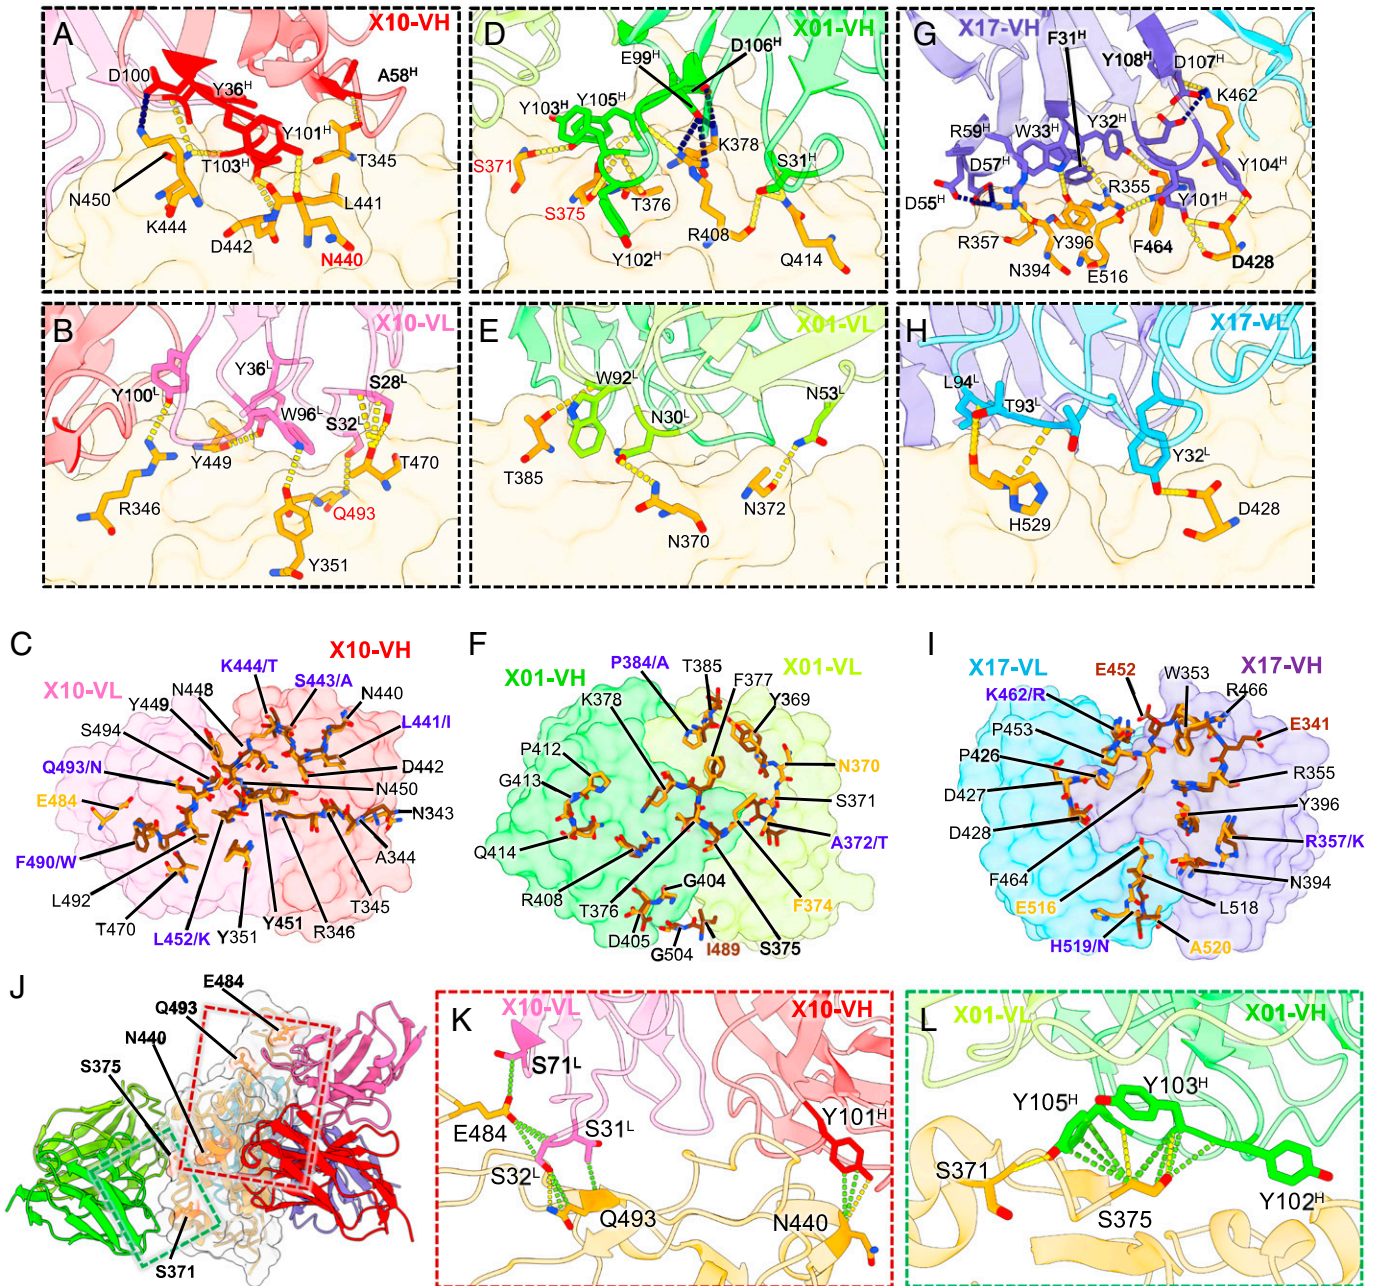 A
X10-VH
D100
Y36H
A58H
Y101H
T103H
T345
N450
L441
K444
D442
N440
D
X01-VH
D106H
E99H
Y103H
Y105H
K378
S371
S31H
S375
T376
R408
Q414
Y102H
G
X17-VH
F31H
Y108H
D107H
K462
R59H
W33H
Y32H
D57H
Y104H
R355
D55H
Y101H
R357
Y396
F464
N394
E516
D428
B
X10-VL
Y36L
Y100L
S28L
W96L
S32L
Y449
T470
R346
Q493
Y351
E
X01-VL
W92L
N53L
N30L
T385
N372
N370
H
X17-VL
L94L
T93L
Y32L
H529
D428
C
X10-VH
K444/T
X10-VL
N448
S443/A
N440
Y449
S494
L441/I
Q493/N
D442
N450
E484
N343
F490/W
A344
L492
T345
T470
Y451
R346
Y351
L452/K
F
P384/A
T385
X01-VL
X01-VH
F377
K378
Y369
P412
N370
G413
S371
Q414
A372/T
G404
R408
T376
F374
D405
S375
G504
I489
I
X17-VL
E452
W353
X17-VH
K462/R
R466
P453
E341
P426
R355
D427
Y396
D428
R357/K
F464
N394
E516
L518
H519/N
A520
J
E484
Q493
N440
S375
S371
K
X10-VL
X10-VH
S71L
Y101H
E484
S31L
S32L
Q493
N440
L
X01-VL
X01-VH
Y103H
Y105H
S371
S375
Y102H